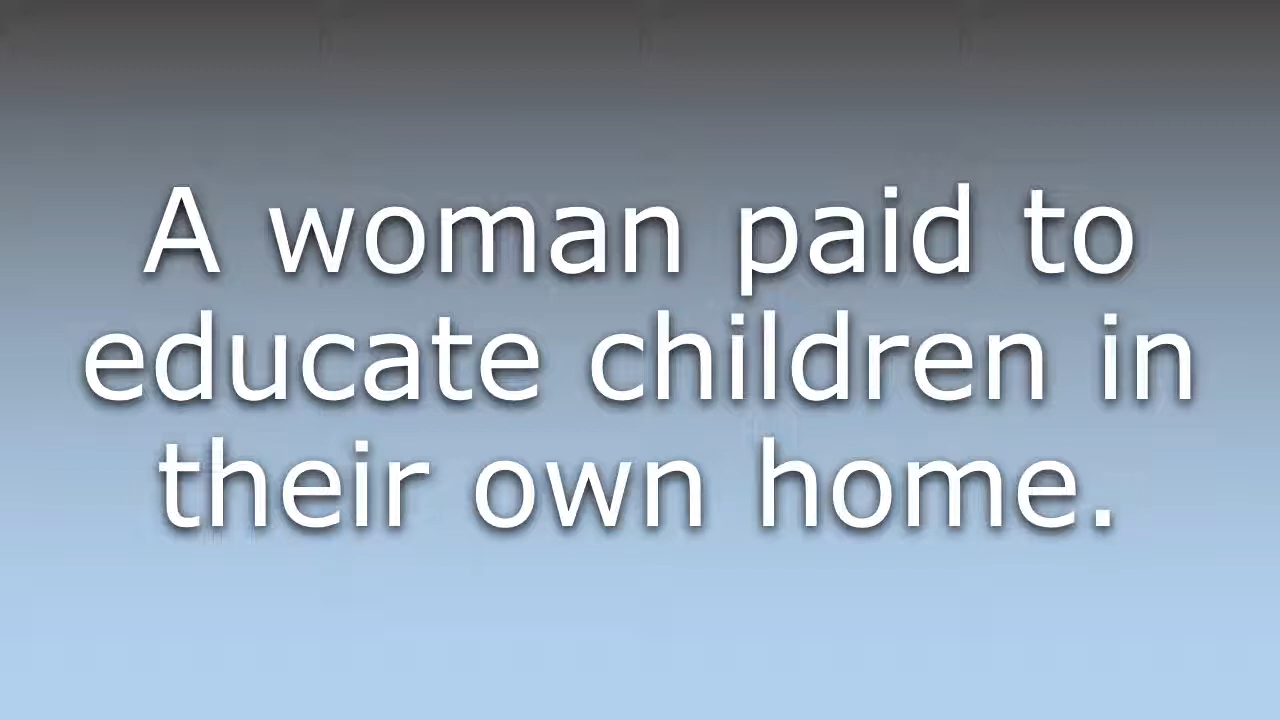 A woman paid to
educate children in
their own home.